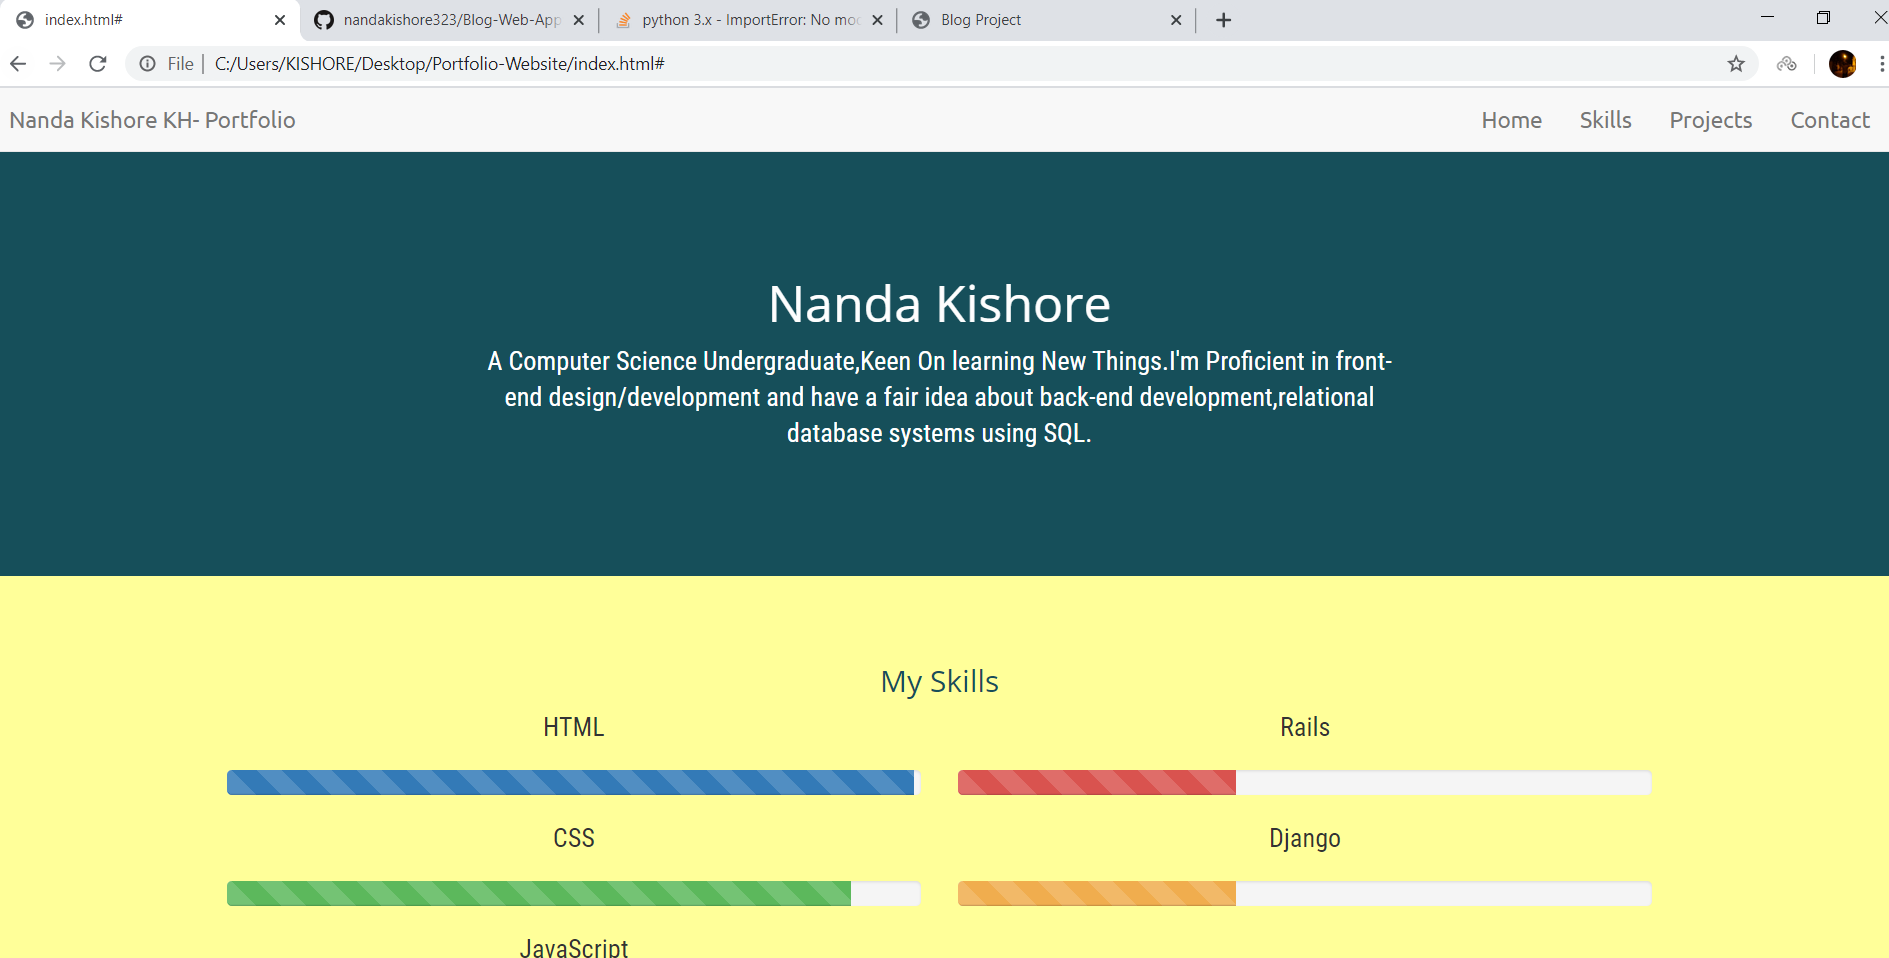 index.html#
nandakishore323/Blog-Web-App
python 3.x - ImportError: No mod
Blog Project
File
C:/Users/KISHORE/Desktop/Portfolio-Website/index.html#
Nanda Kishore KH- Portfolio
Home
Skills
Projects
Contact
Nanda Kishore
A Computer Science Undergraduate,Keen On learning New Things.I'm Proficient in front-
end design/development and have a fair idea about back-end development,relational
database systems using SQL.
My Skills
HTML
Rails
CSS
Django
JavaScript